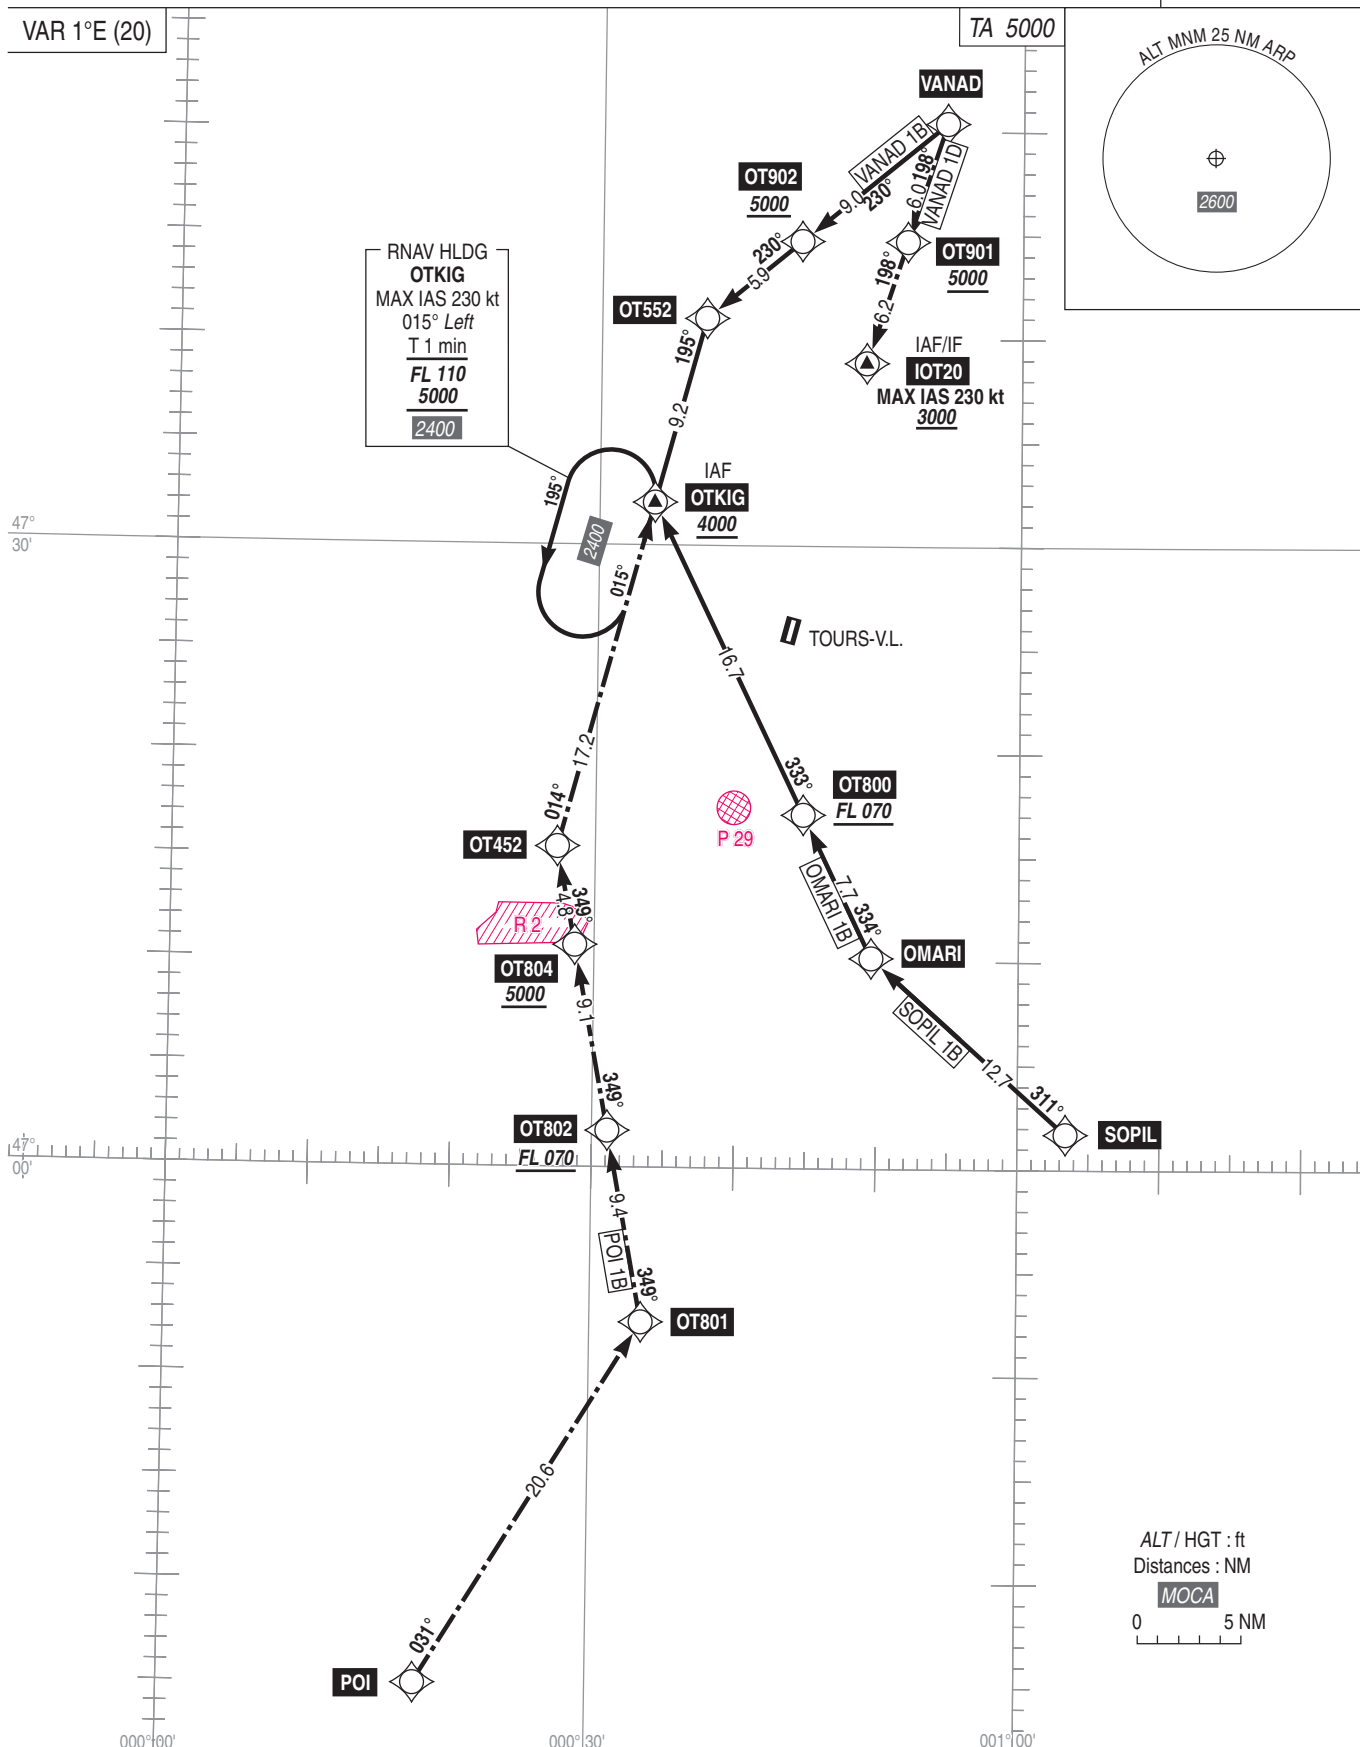 VAR 1°E (20)
TA 5000
ALT MNM 25 NM ARP
2600
VANAD
VANAD 1B
230°
9.0
198°
6.0
VANAD 1D
OT902
5000
230°
5.9
OT901
5000
198°
6.2
RNAV HLDG
OTKIG
MAX IAS 230 kt
015° Left
T 1 min
FL 110
5000
2400
OT552
195°
9.2
IAF/IF
IOT20
MAX IAS 230 kt
3000
IAF
OTKIG
4000
195°
2400
015°
47°
30'
TOURS-V.L.
16.7
17.2
333°
OT800
FL 070
014°
P 29
OT452
OMARI 1B
7.7
334°
349°
4.8
R 2
OMARI
OT804
5000
SOPIL 1B
9.1
12.7
311°
349°
OT802
FL 070
SOPIL
47°
00'
9.4
POI 1B
349°
OT801
20.6
031°
POI
ALT / HGT : ft
Distances : NM
MOCA
0 5 NM
000°00'
000°30'
001°00'